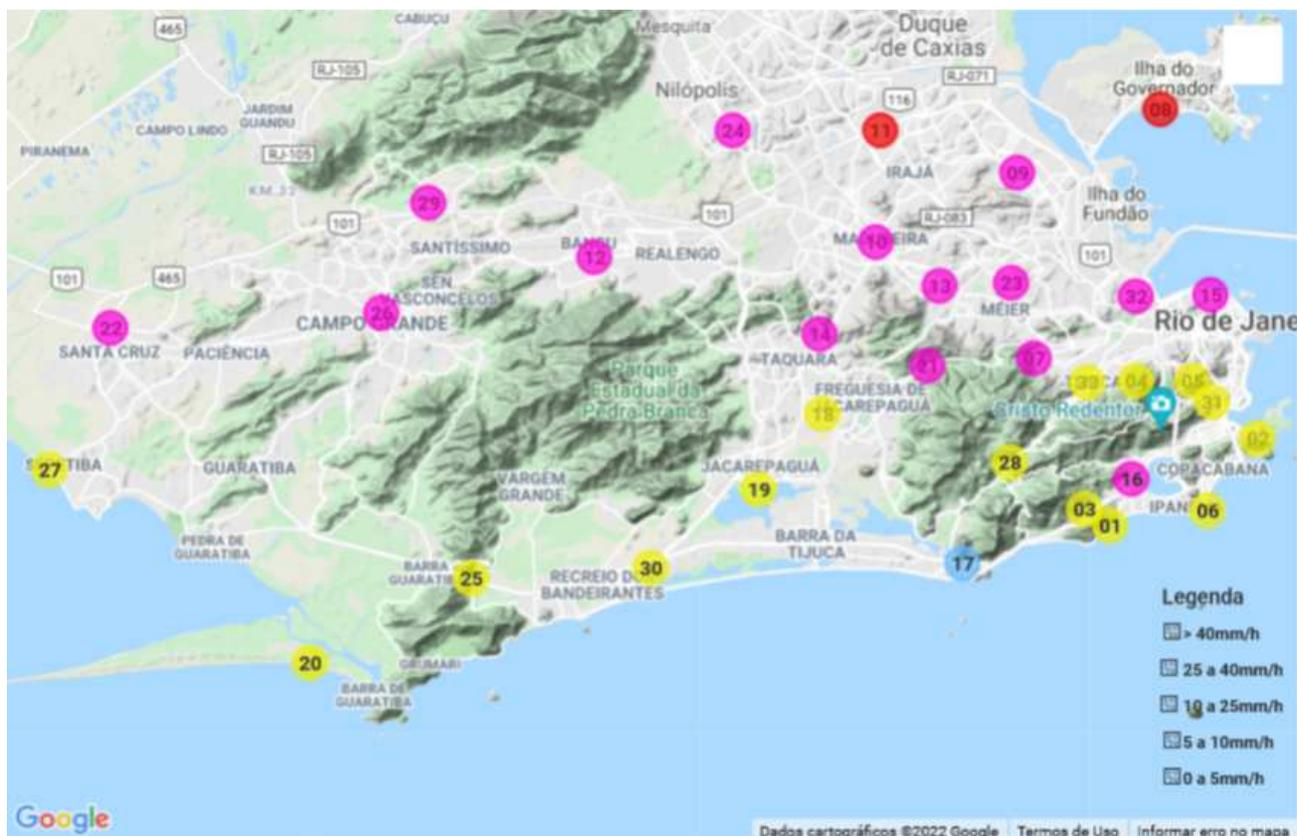 465
CABUÇU
Mesquita
Duque
de Caxias
RJ-105
RJ-071
Ilha do
Governador
Nilópolis
116
08
JARDIM
GUANDU
CAMPO LINDO
24
11
PIRANEMA
RJ-105
IRAJÁ
09
KM 32
Ilha do
Fundão
29
101
101
RJ-083
10
SANTÍSSIMO
12
REALENGO
101
101
465
SEN
VASCONCELOS
13
23
32
15
26
MÉIER
22
CAMPO GRANDE
14
Rio de Jane
SANTA CRUZ
PACIÊNCIA
TAQUARA
21
07
Parque
Estadual da
Pedra Branca
33
04
05
FREGUESIA DE
31
18
Cristo Redentor
02
27
GUARATIBA
JACAREPAGUÁ
28
COPACABANA
VARGEM
GRANDE
19
16
03
01
06
PEDRA DE
GUARATIBA
BARRA DA
TIJUCA
BARRA
25
RECREIO DOS
BANDEIRANTES
30
17
Legenda
> 40mm/h
20
GRUMARI
25 a 40mm/h
BARRA DE
GUARATIBA
10 a 25mm/h
5 a 10mm/h
0 a 5mm/h
Google
Dados cartográficos ©2022 Google
Termos de Uso
Informar erro no mapa